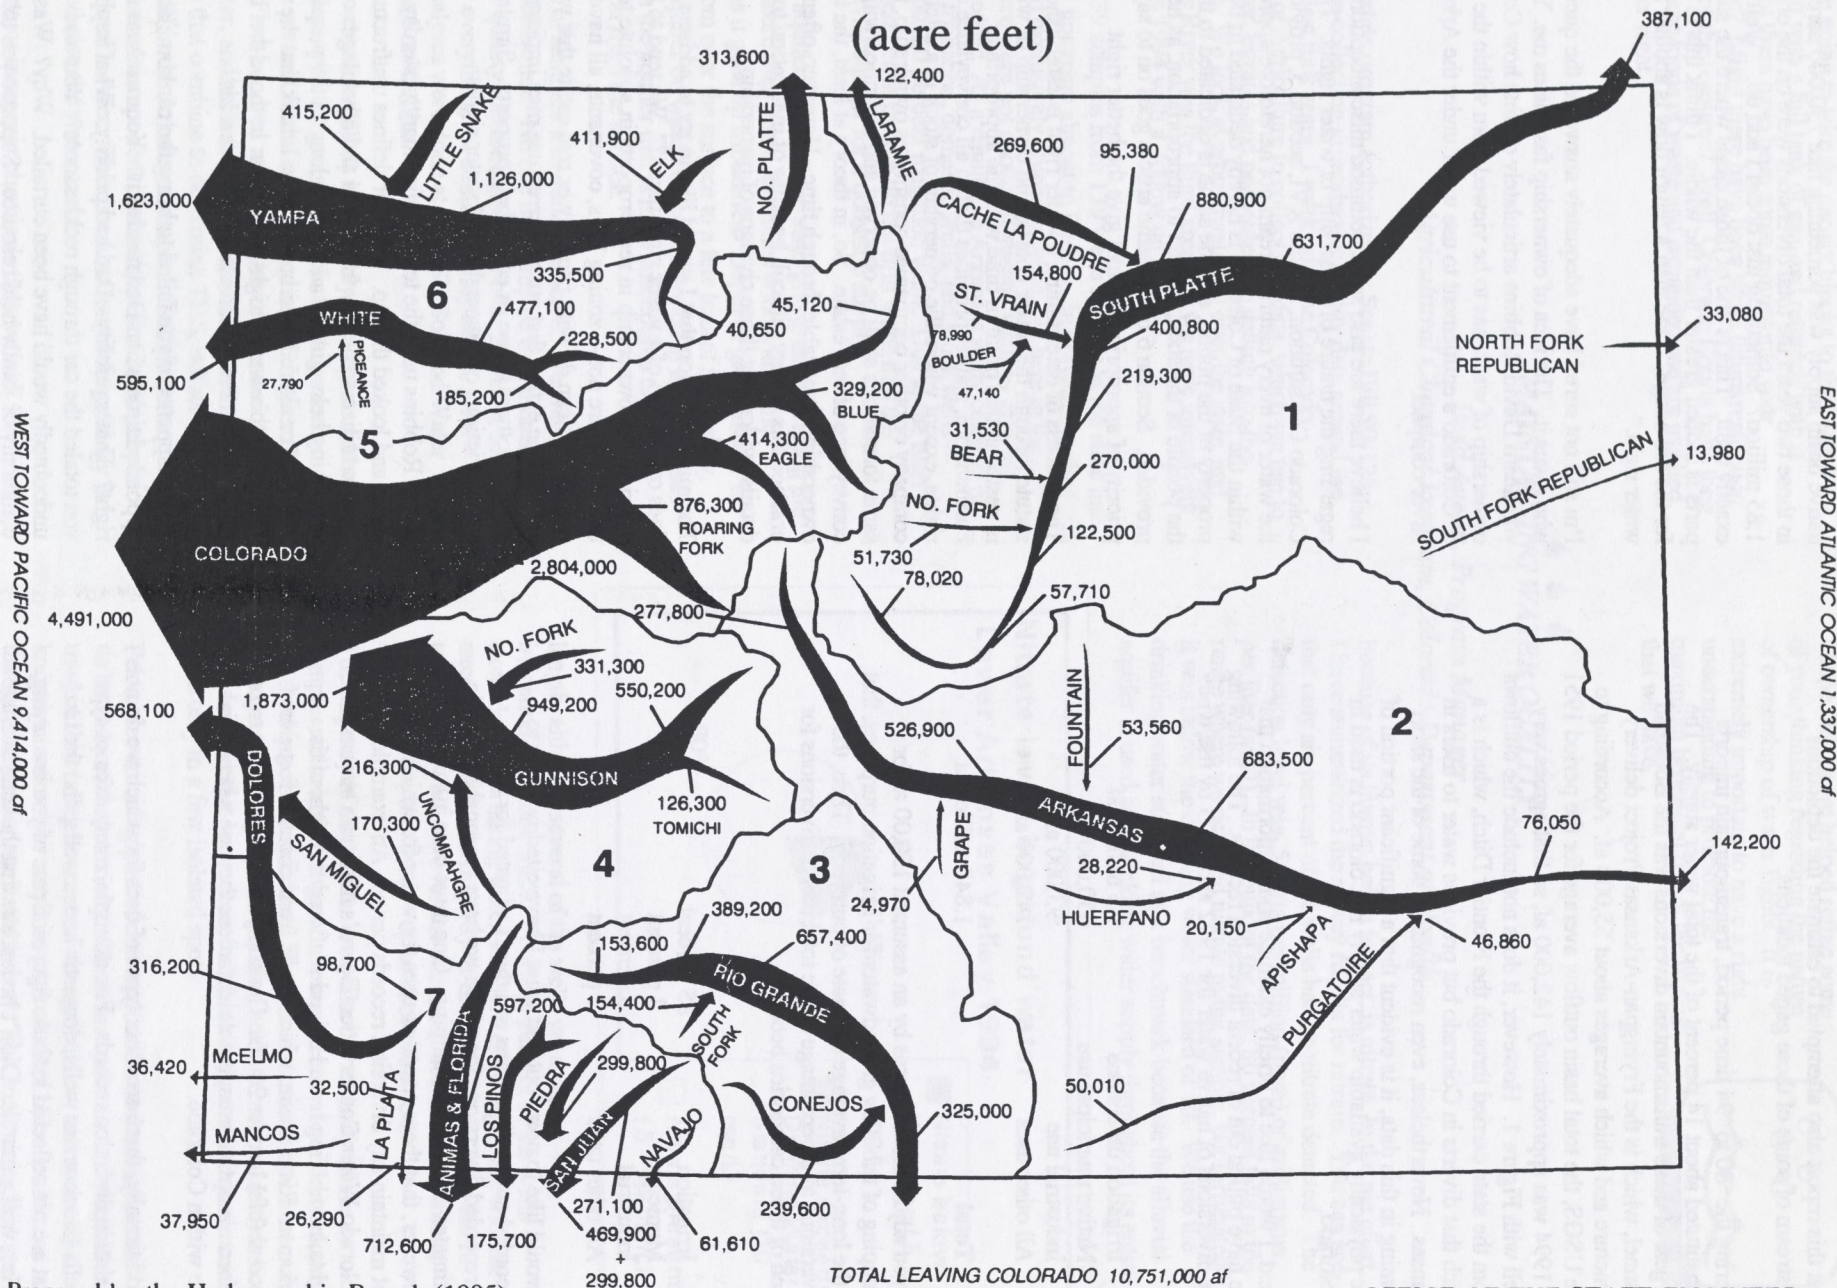 (acre feet)
387,100
313,600
122,400
415,200
LITTLE SNAKE
411,900
ELK
NO. PLATTE
LARAMIE
269,600
95,380
1,126,000
1,623,000
YAMPA
CACHE LA POUDRE
880,900
631,700
335,500
154,800
6
477,100
45,120
ST. VRAIN
SOUTH PLATTE
WHITE
40,650
78,990
400,800
33,080
228,500
BOULDER
NORTH FORK
REPUBLICAN
PICEANCE
595,100
27,790
185,200
329,200
BLUE
47,140
219,300
1
5
414,300
EAGLE
31,530
BEAR
270,000
13,980
SOUTH FORK REPUBLICAN
876,300
ROARING
FORK
NO. FORK
122,500
COLORADO
2,804,000
51,730
78,020
57,710
4,491,000
277,800
NO. FORK
331,300
550,200
1,873,000
568,100
949,200
526,900
FOUNTAIN
53,560
2
683,500
DOLORES
216,300
GUNNISON
126,300
TOMICHI
ARKANSAS
UNCOMPAHGRE
170,300
SAN MIGUEL
GRAPE
76,050
142,200
4
3
28,220
24,970
HUERFANO
389,200
20,150
APISHAPA
46,860
153,600
657,400
316,200
98,700
RIO GRANDE
PURGATOIRE
7
597,200
154,400
SOUTH
FORK
McELMO
36,420
32,500
LA PLATA
ANIMAS & FLORIDA
LOS PINOS
PIEDRA
299,800
50,010
CONEJOS
325,000
MANCOS
SAN JUAN
NAVAJO
37,950
26,290
712,600
175,700
271,100
469,900
+
299,800
61,610
239,600
WEST TOWARD PACIFIC OCEAN 9,414,000 af
EAST TOWARD ATLANTIC OCEAN 1,337,000 af
TOTAL LEAVING COLORADO 10,751,000 af